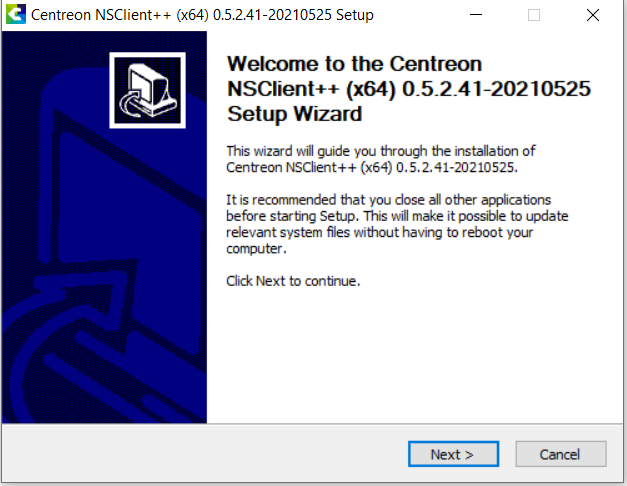 Centreon NSClient++ (x64) 0.5.2.41-20210525 Setup
Welcome to the Centreon
NSClient++ (x64) 0.5.2.41-20210525
Setup Wizard
This wizard will guide you through the installation of
Centreon NSClient++ (x64) 0.5.2.41-20210525.
It is recommended that you close all other applications
before starting Setup. This will make it possible to update
relevant system files without having to reboot your
computer.
Click Next to continue.
Next >
Cancel